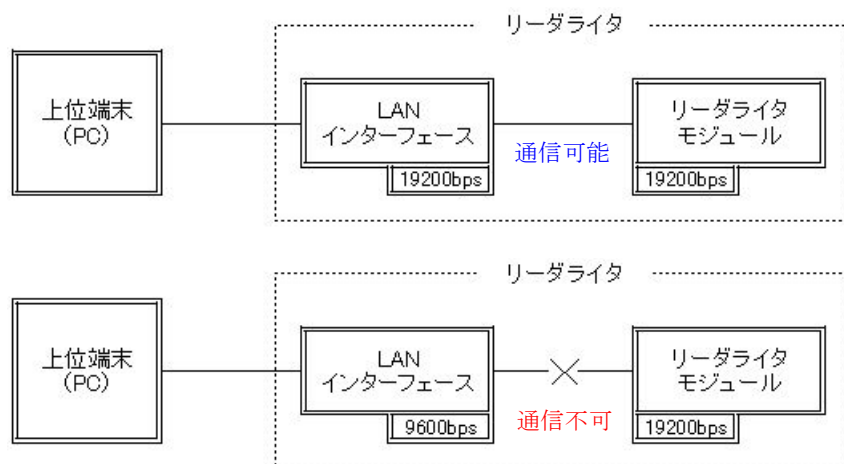 リーダライタ
上位端末
(PC)
LAN
インターフェース
19200bps
通信可能
リーダライタ
モジュール
19200bps
リーダライタ
上位端末
(PC)
LAN
インターフェース
9600bps
通信不可
リーダライタ
モジュール
19200bps